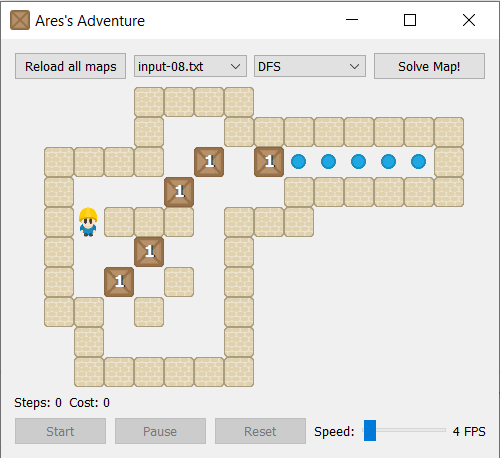 Ares's Adventure
Reload all maps input-08.txt DFS Solve Map!
1 1
1
1
1
Steps: 0 Cost: 0
Start Pause Reset Speed: 4 FPS